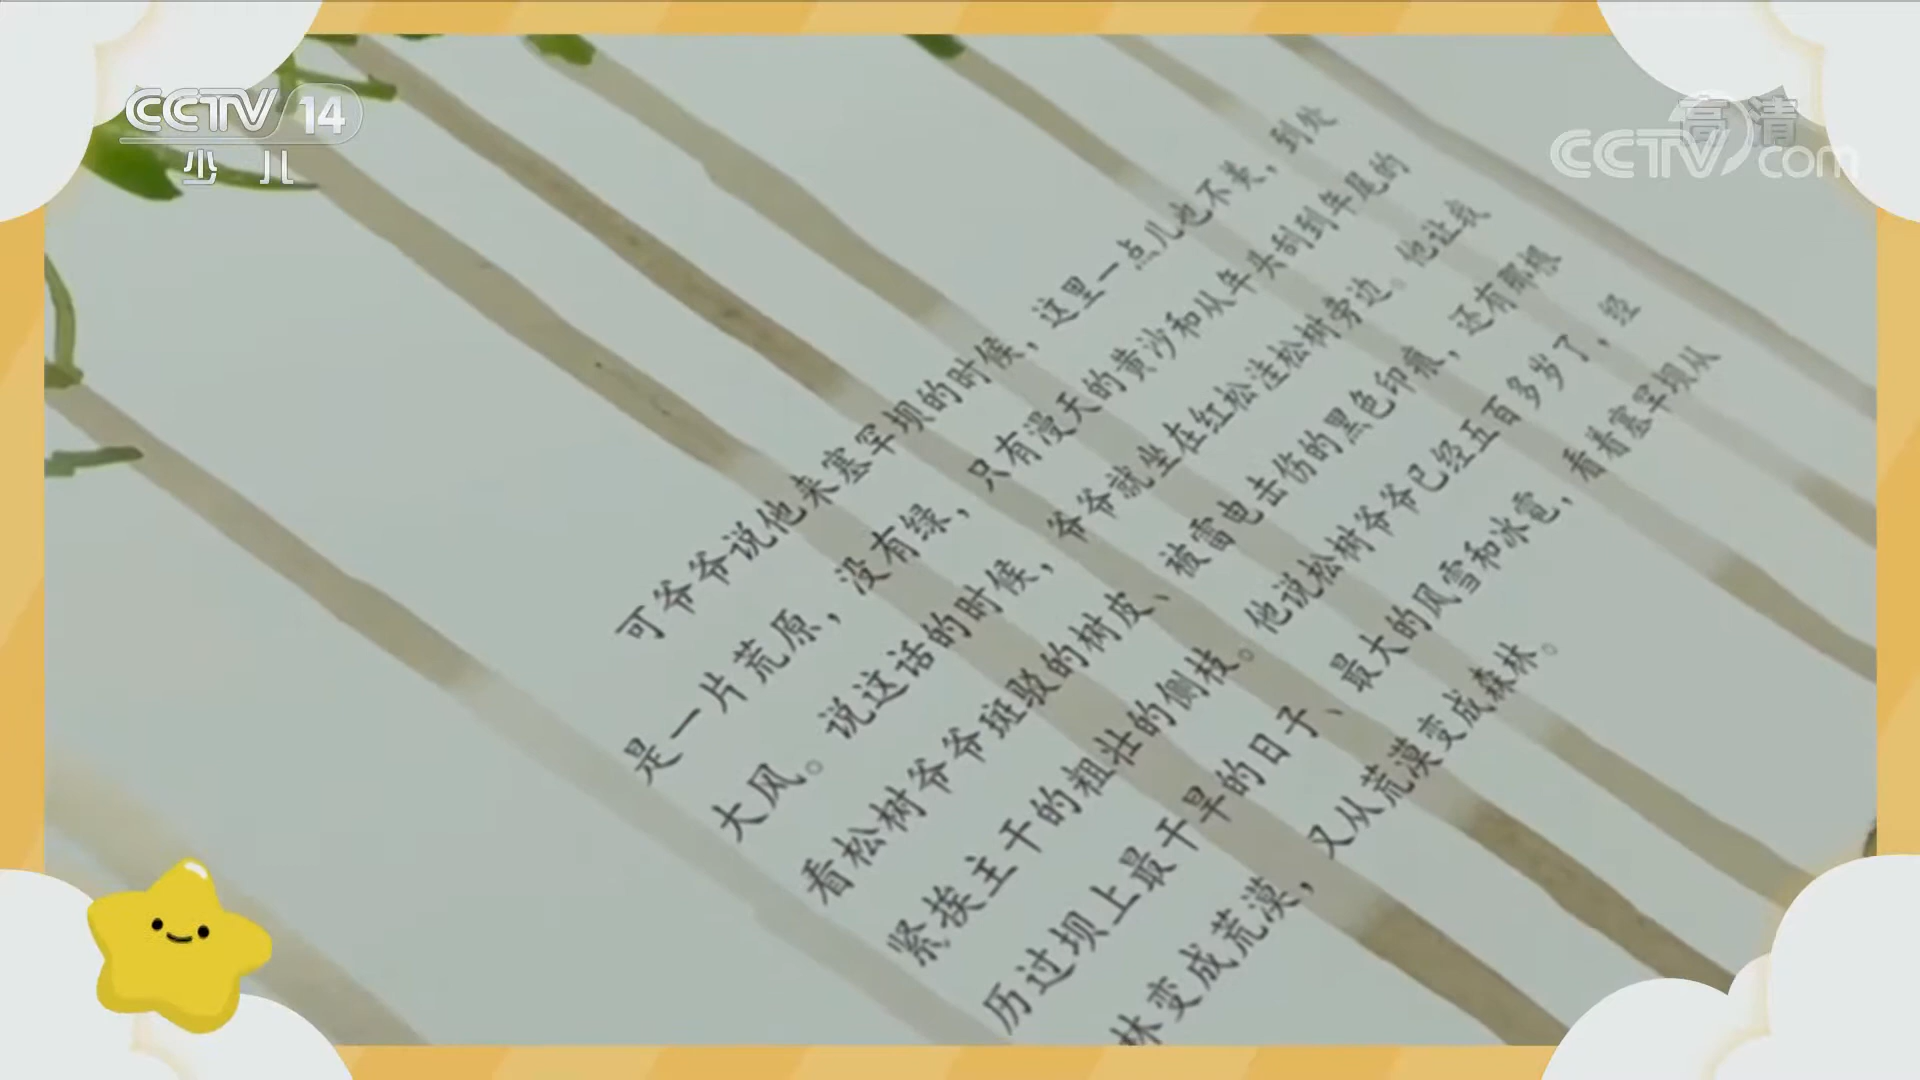 CCTV 14
少儿
高清
CCTV.com
可爷爷说他来塞罕坝的时候，这里一点儿也不美，到处
是一片荒原，没有绿，只有漫天的黄沙和从年头刮到年尾的
大风。说这话的时候，爷爷就坐在红松洼松树旁边。他让我
看松树爷爷斑驳的树皮、被雷电击伤的黑色印痕，还有那根
紧挨主干的粗壮的侧枝。他说松树爷爷已经五百多岁了，经
历过坝上最干旱的日子、最大的风雪和冰雹，看着塞罕坝从
林变成荒漠，又从荒漠变成森林。